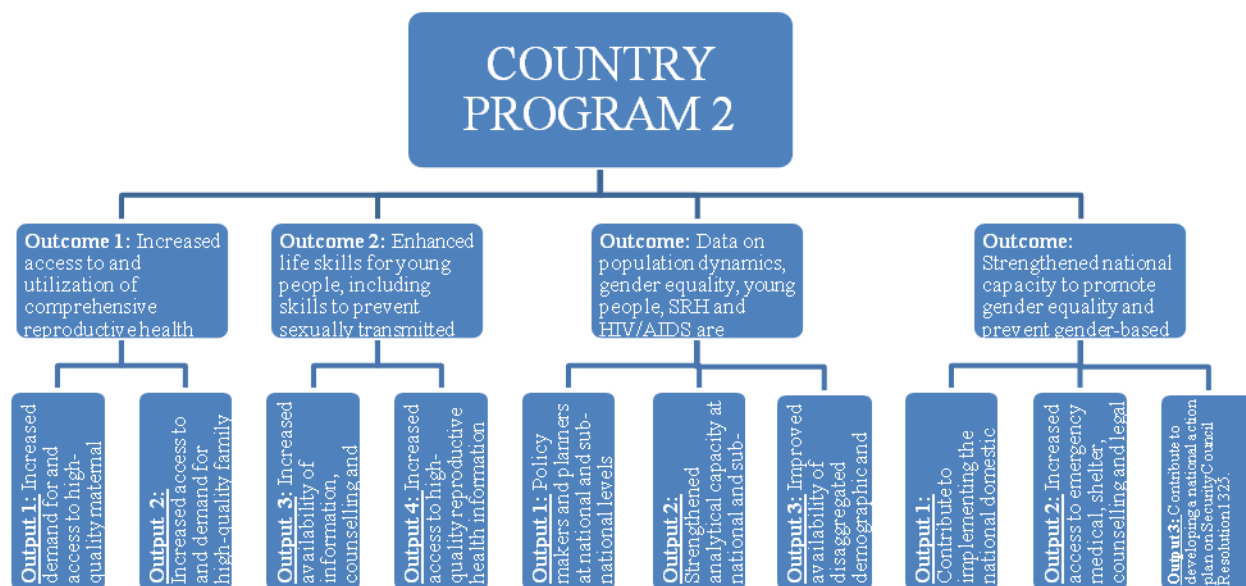 COUNTRY
PROGRAM 2
Outcome 1: Increased
access to and
utilization of
comprehensive
reproductive health
Outcome 2: Enhanced
life skills for young
people, including
skills to prevent
sexually transmitted
Outcome: Data on
population dynamics,
gender equality, young
people, SRH and
HIV/AIDS are
Outcome:
Strengthened national
capacity to promote
gender equality and
prevent gender-based
Output 1: Increased
demand for and
access to high-
quality maternal
Output 2:
Increased access to
and demand for
high-quality family
Output 3: Increased
availability of
information,
counselling and
Output 4: Increased
access to high-
quality reproductive
health information
Output 1: Policy
makers and planners
at national and sub-
national levels
Output 2:
Strengthened
analytical capacity at
national and sub-
Output 3: Improved
availability of
disaggregated
demographic and
Output 1:
Contribute to
implementing the
national domestic
Output 2: Increased
access to emergency
medical, shelter,
counseling and legal
Ouput 3: Contribute to
developing a national action
plan on Security Council
Resolution 1325.